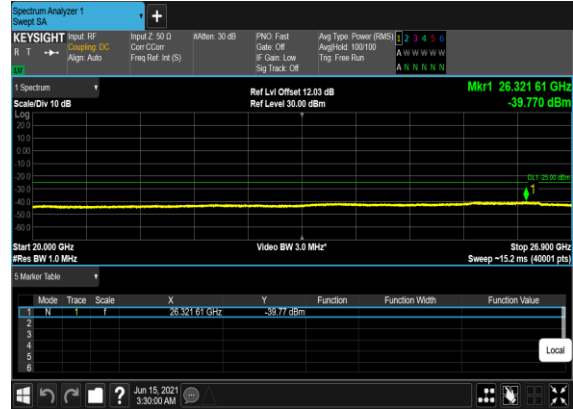 Spectrum Analyzer 1
Swept SA
KEYSIGHT
R T
LM
Input: RF
Coupling: DC
Align: Auto
Input Z: 50 Ω
Corr CCorr
Freq Ref: Int (S)
#Atten: 30 dB
PNO: Fast
Gate: Off
IF Gain: Low
Sig Track: Off
Avg Type: Power (RMS)
Avg|Hold: 100/100
Trig: Free Run
1 2 3 4 5 6
A W W W W W
A N N N N N
1 Spectrum
Scale/Div 10 dB
Ref Lvl Offset 12.03 dB
Ref Level 30.00 dBm
Mkr1 26.321 61 GHz
-39.770 dBm
Log
20.0
10.0
0.00
-10.0
-20.0
-30.0
-40.0
-50.0
-60.0
DL1 -25.00 dBm
1
Start 20.000 GHz
#Res BW 1.0 MHz
Video BW 3.0 MHz*
Stop 26.900 GHz
Sweep ~15.2 ms (40001 pts)
5 Marker Table
Mode Trace Scale X Y Function Function Width Function Value
1 N 1 f 26.321 61 GHz -39.77 dBm
2
3
4
5
6
Local
? Jun 15, 2021
3:30:00 AM